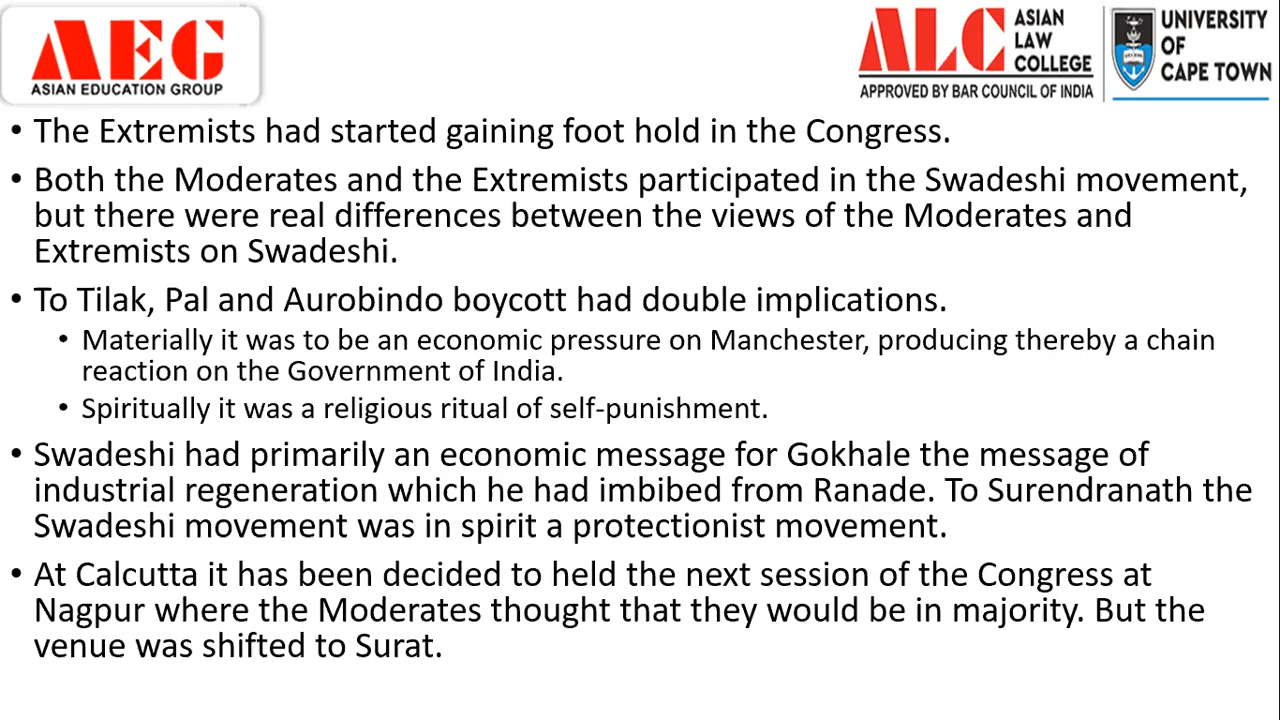 AEG
ASIAN EDUCATION GROUP
ALC
ASIAN
LAW
COLLEGE
APPROVED BY BAR COUNCIL OF INDIA
UNIVERSITY
OF
CAPE TOWN
• The Extremists had started gaining foot hold in the Congress.
• Both the Moderates and the Extremists participated in the Swadeshi movement,
but there were real differences between the views of the Moderates and
Extremists on Swadeshi.
• To Tilak, Pal and Aurobindo boycott had double implications.
• Materially it was to be an economic pressure on Manchester, producing thereby a chain
reaction on the Government of India.
• Spiritually it was a religious ritual of self-punishment.
• Swadeshi had primarily an economic message for Gokhale the message of
industrial regeneration which he had imbibed from Ranade. To Surendranath the
Swadeshi movement was in spirit a protectionist movement.
• At Calcutta it has been decided to held the next session of the Congress at
Nagpur where the Moderates thought that they would be in majority. But the
venue was shifted to Surat.